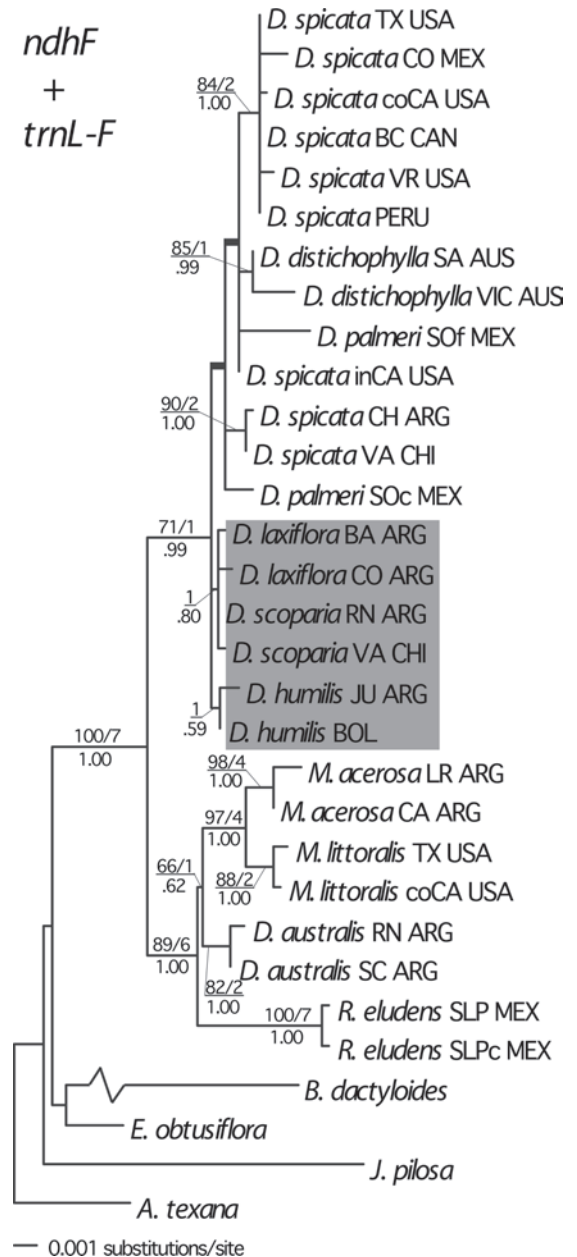 ndhF
+
trnL-F
D. spicata TX USA
D. spicata CO MEX
84/2
1.00
D. spicata coCA USA
D. spicata BC CAN
D. spicata VR USA
D. spicata PERU
85/1
.99
D. distichophylla SA AUS
D. distichophylla VIC AUS
D. palmeri SOf MEX
D. spicata inCA USA
90/2
1.00
D. spicata CH ARG
D. spicata VA CHI
D. palmeri SOc MEX
71/1
.99
D. laxiflora BA ARG
D. laxiflora CO ARG
1
.80
D. scoparia RN ARG
D. scoparia VA CHI
D. humilis JU ARG
1
.59
D. humilis BOL
100/7
1.00
98/4
1.00
M. acerosa LR ARG
M. acerosa CA ARG
97/4
1.00
M. littoralis TX USA
88/2
1.00
M. littoralis coCA USA
66/1
.62
D. australis RN ARG
89/6
1.00
D. australis SC ARG
82/2
1.00
100/7
1.00
R. eludens SLP MEX
R. eludens SLPc MEX
B. dactyloides
E. obtusiflora
J. pilosa
A. texana
0.001 substitutions/site